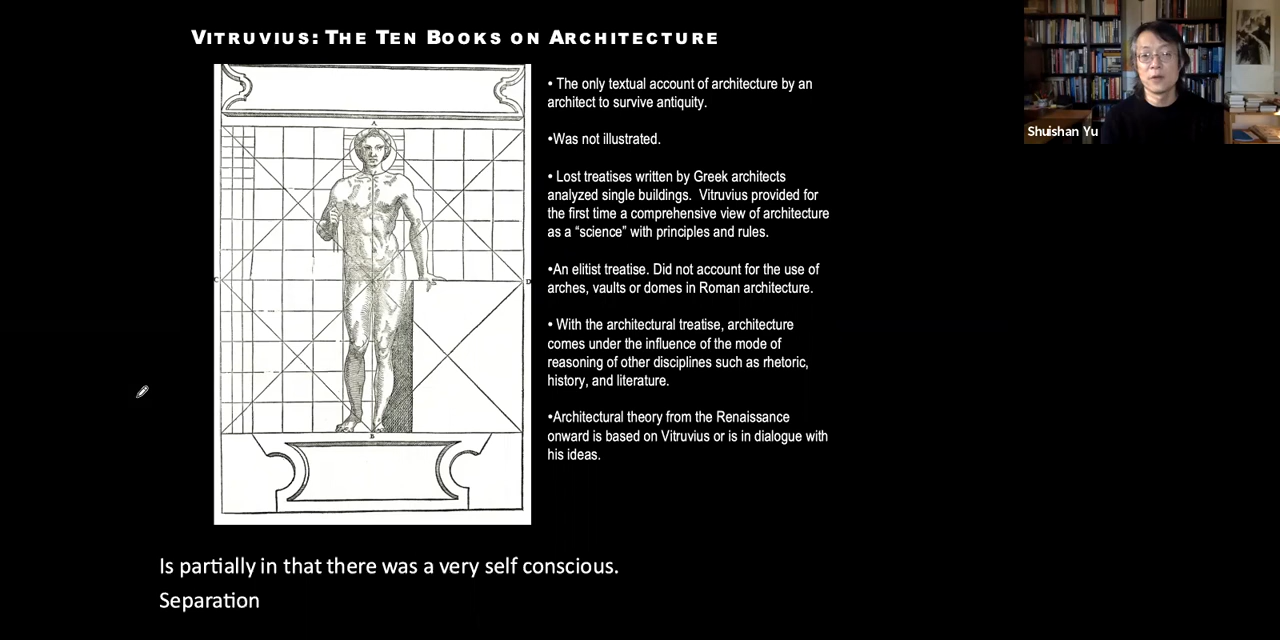 VITRUVIUS: THE TEN BOOKS ON ARCHITECTURE
• The only textual account of architecture by an
architect to survive antiquity.
•Was not illustrated.
• Lost treatises written by Greek architects
analyzed single buildings.  Vitruvius provided for
the first time a comprehensive view of architecture
as a “science” with principles and rules.
•An elitist treatise. Did not account for the use of
arches, vaults or domes in Roman architecture.
• With the architectural treatise, architecture
comes under the influence of the mode of
reasoning of other disciplines such as rhetoric,
history, and literature.
•Architectural theory from the Renaissance
onward is based on Vitruvius or is in dialogue with
his ideas.
A
C
D
B
Shuishan Yu
Is partially in that there was a very self conscious.
Separation